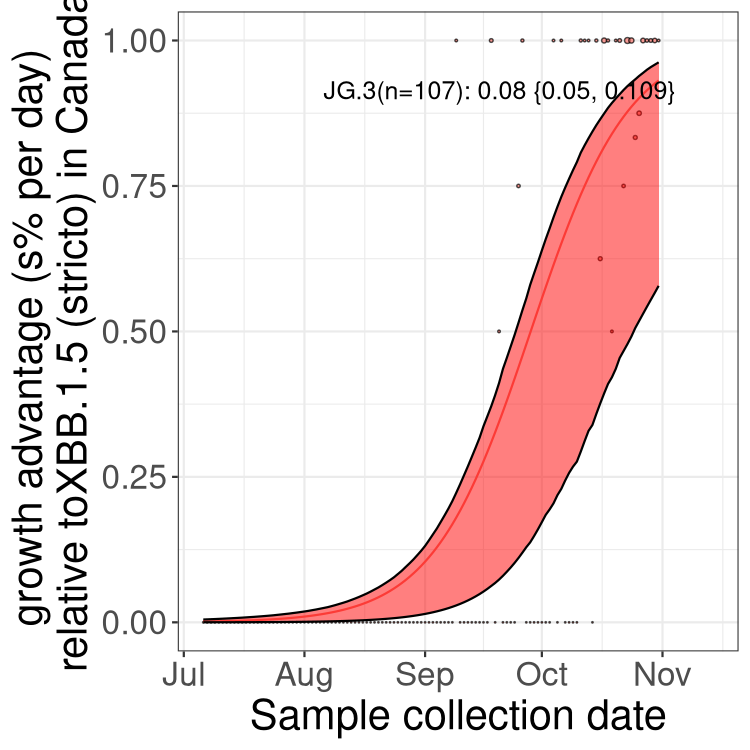 growth advantage (s% per day)
relative toXBB.1.5 (stricto) in Canada
1.00
0.75
0.50
0.25
0.00
JG.3(n=107): 0.08 {0.05, 0.109}
Jul Aug Sep Oct Nov
Sample collection date